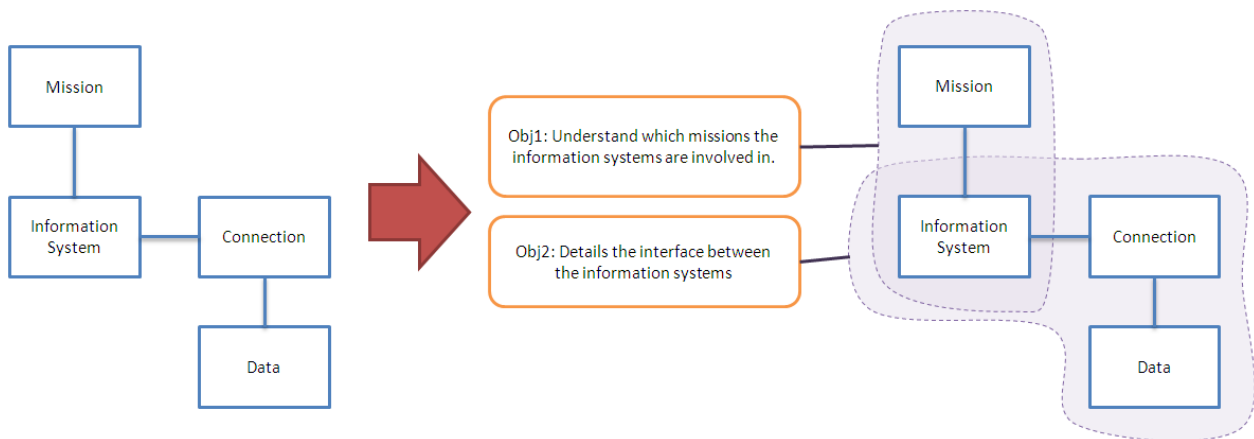 Mission
Information
System
Connection
Data
Obj1: Understand which missions the
information systems are involved in.
Obj2: Details the interface between
the information systems
Mission
Information
System
Connection
Data